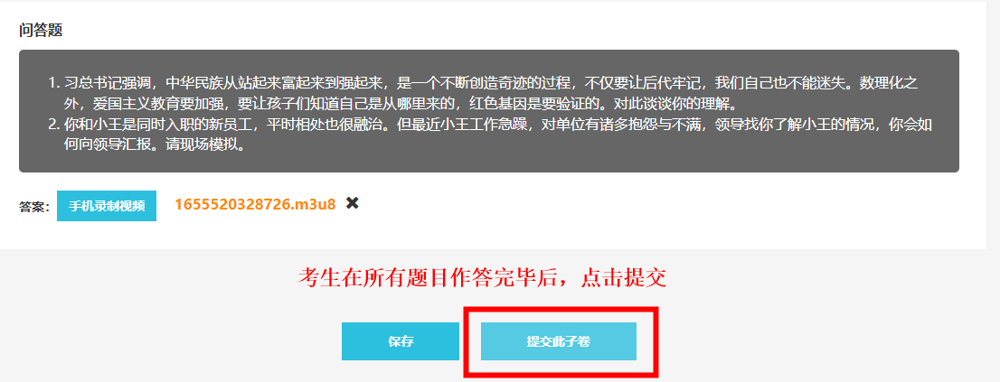 问答题
1. 习总书记强调，中华民族从站起来富起来到强起来，是一个不断创造奇迹的过程，不仅要让后代牢记，我们自己也不能迷失。数理化之
外，爱国主义教育要加强，要让孩子们知道自己是从哪里来的，红色基因是要验证的。对此谈谈你的理解。
2. 你和小王是同时入职的新员工，平时相处也很融洽。但最近小王工作急躁，对单位有诸多抱怨与不满，领导找你了解小王的情况，你会如
何向领导汇报。请现场模拟。
答案： 手机录制视频 1655520328726.m3u8 ✖
考生在所有题目作答完毕后，点击提交
保存 提交此子卷